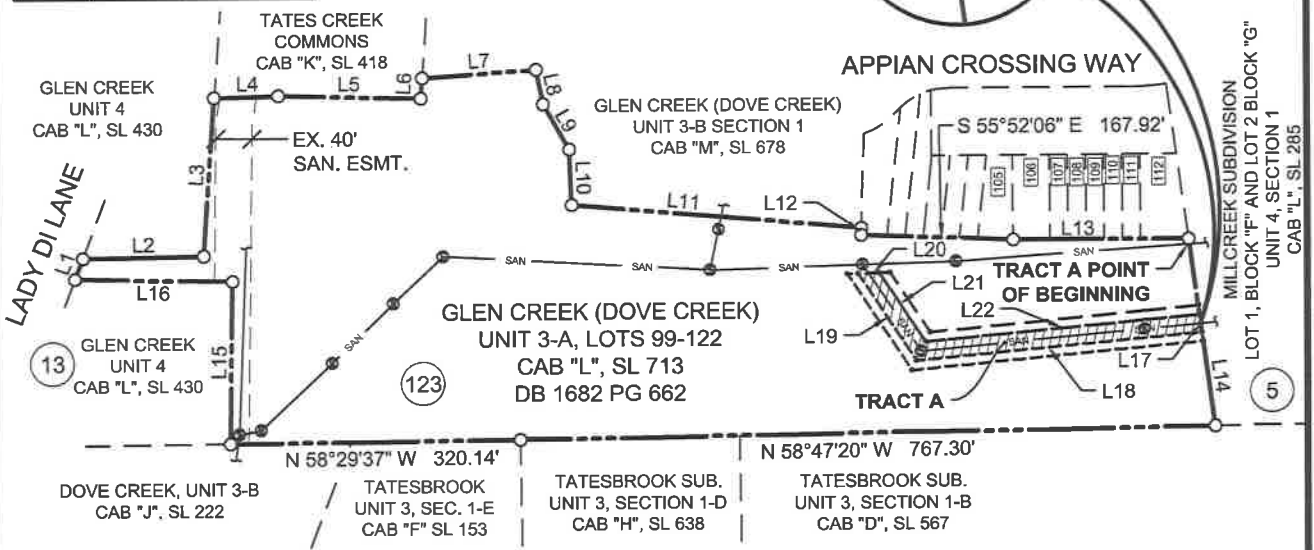 TATES CREEK
COMMONS
CAB "K", SL 418
GLEN CREEK
UNIT 4
CAB "L", SL 430
L4
L5
L6
L7
L8
L9
L10
EX. 40'
SAN. ESMT.
L3
GLEN CREEK (DOVE CREEK)
UNIT 3-B SECTION 1
CAB "M", SL 678
APPIAN CROSSING WAY
S 55°52'06" E 167.92'
105
106
107
108
109
110
111
112
MILLCREEK SUBDIVISION
LOT 1, BLOCK "F" AND LOT 2 BLOCK "G"
UNIT 4, SECTION 1
CAB "L", SL 285
LADY DI LANE
L1
L2
L16
L11
L12
L13
SAN
SAN
SAN
SAN
SAN
L20
L21
TRACT A POINT
OF BEGINNING
L22
L19
SAN
SAN
SAN
L17
L18
L14
TRACT A
GLEN CREEK (DOVE CREEK)
UNIT 3-A, LOTS 99-122
CAB "L", SL 713
DB 1682 PG 662
13
GLEN CREEK
UNIT 4
CAB "L", SL 430
L15
123
5
N 58°29'37" W 320.14'
N 58°47'20" W 767.30'
DOVE CREEK, UNIT 3-B
CAB "J", SL 222
TATESBROOK
UNIT 3, SEC. 1-E
CAB "F" SL 153
TATESBROOK SUB.
UNIT 3, SECTION 1-D
CAB "H", SL 638
TATESBROOK SUB.
UNIT 3, SECTION 1-B
CAB "D", SL 567